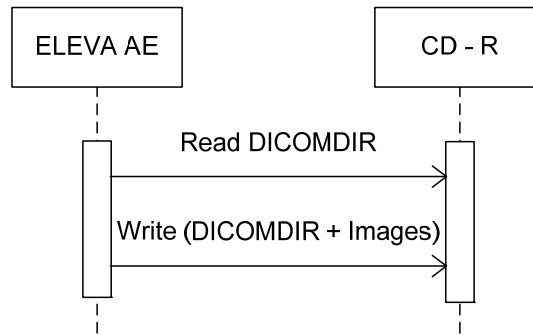 ELEVA AE
CD - R
Read DICOMDIR
Write (DICOMDIR + Images)